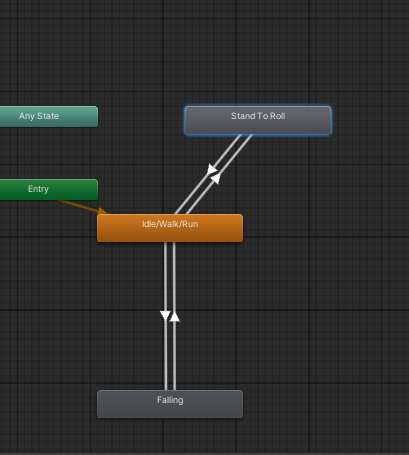 Any State
Stand To Roll
Entry
Idle/Walk/Run
Falling